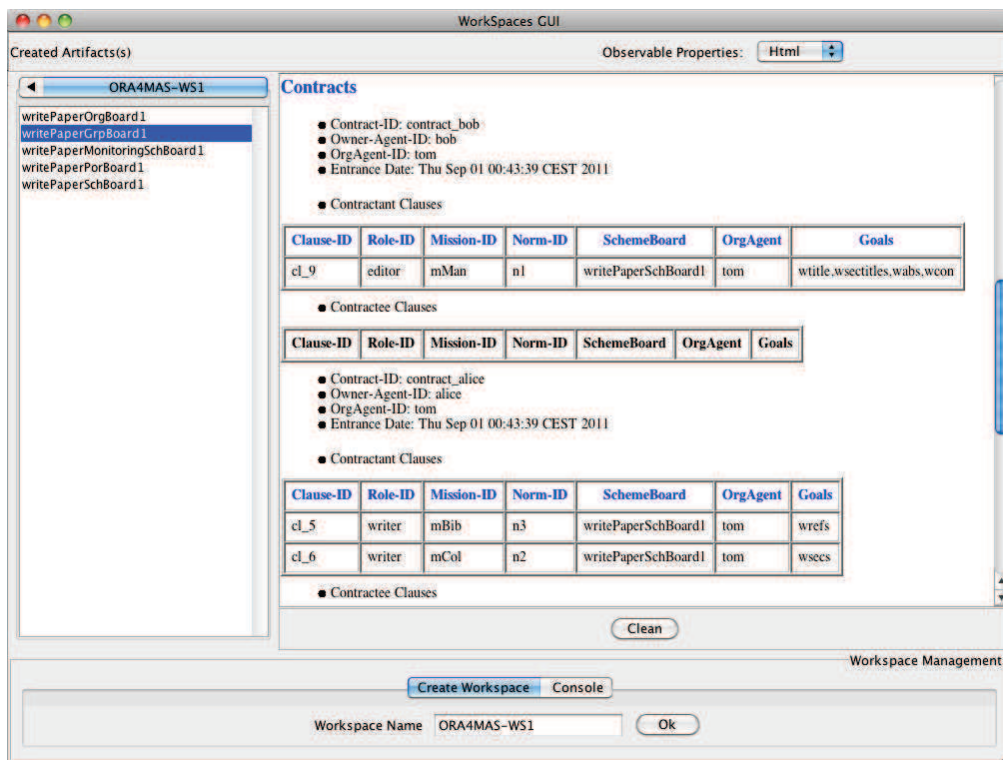 WorkSpaces GUI
Created Artifacts(s)
Observable Properties: Html
ORA4MAS-WS1
writePaperOrgBoard1
writePaperGrpBoard1
writePaperMonitoringSchBoard1
writePaperPorBoard1
writePaperSchBoard1
Contracts
Contract-ID: contract_bob
Owner-Agent-ID: bob
OrgAgent-ID: tom
Entrance Date: Thu Sep 01 00:43:39 CEST 2011
Contractant Clauses
Clause-ID Role-ID Mission-ID Norm-ID SchemeBoard OrgAgent Goals
cl_9 editor mMan n1 writePaperSchBoard1 tom wtitle,wsectitles,wabs,wcon
Contractee Clauses
Clause-ID Role-ID Mission-ID Norm-ID SchemeBoard OrgAgent Goals
Contract-ID: contract_alice
Owner-Agent-ID: alice
OrgAgent-ID: tom
Entrance Date: Thu Sep 01 00:43:39 CEST 2011
Contractant Clauses
Clause-ID Role-ID Mission-ID Norm-ID SchemeBoard OrgAgent Goals
cl_5 writer mBib n3 writePaperSchBoard1 tom wrefs
cl_6 writer mCol n2 writePaperSchBoard1 tom wsecs
Contractee Clauses
Clean
Workspace Management
Create Workspace Console
Workspace Name ORA4MAS-WS1 Ok